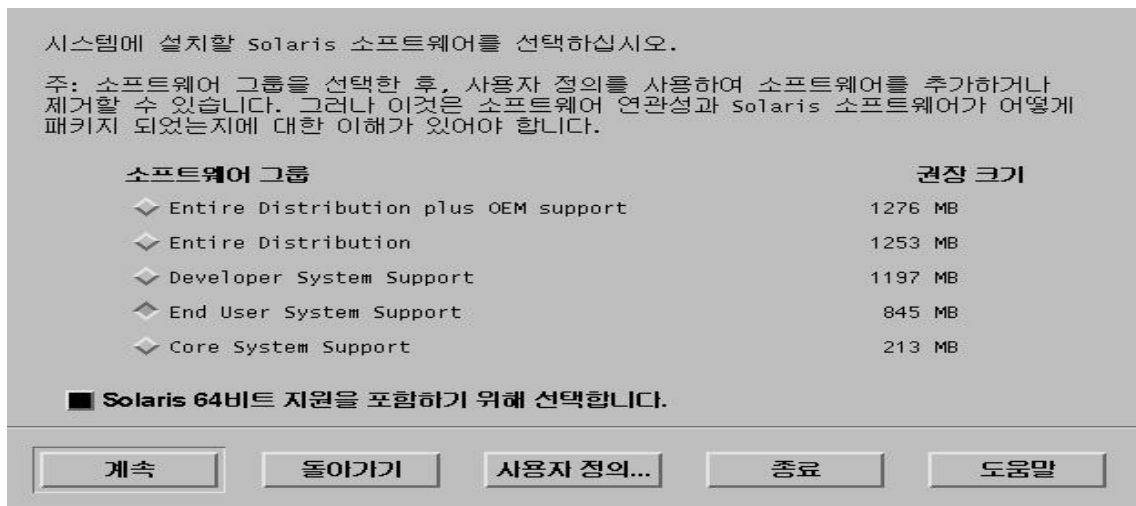 시스템에 설치할 Solaris 소프트웨어를 선택하십시오.
주: 소프트웨어 그룹을 선택한 후, 사용자 정의를 사용하여 소프트웨어를 추가하거나
제거할 수 있습니다. 그러나 이것은 소프트웨어 연관성과 Solaris 소프트웨어가 어떻게
패키지 되었는지에 대한 이해가 있어야 합니다.
소프트웨어 그룹 권장 크기
Entire Distribution plus OEM support 1276 MB
Entire Distribution 1253 MB
Developer System Support 1197 MB
End User System Support 845 MB
Core System Support 213 MB
Solaris 64비트 지원을 포함하기 위해 선택합니다.
계속 돌아가기 사용자 정의... 종료 도움말